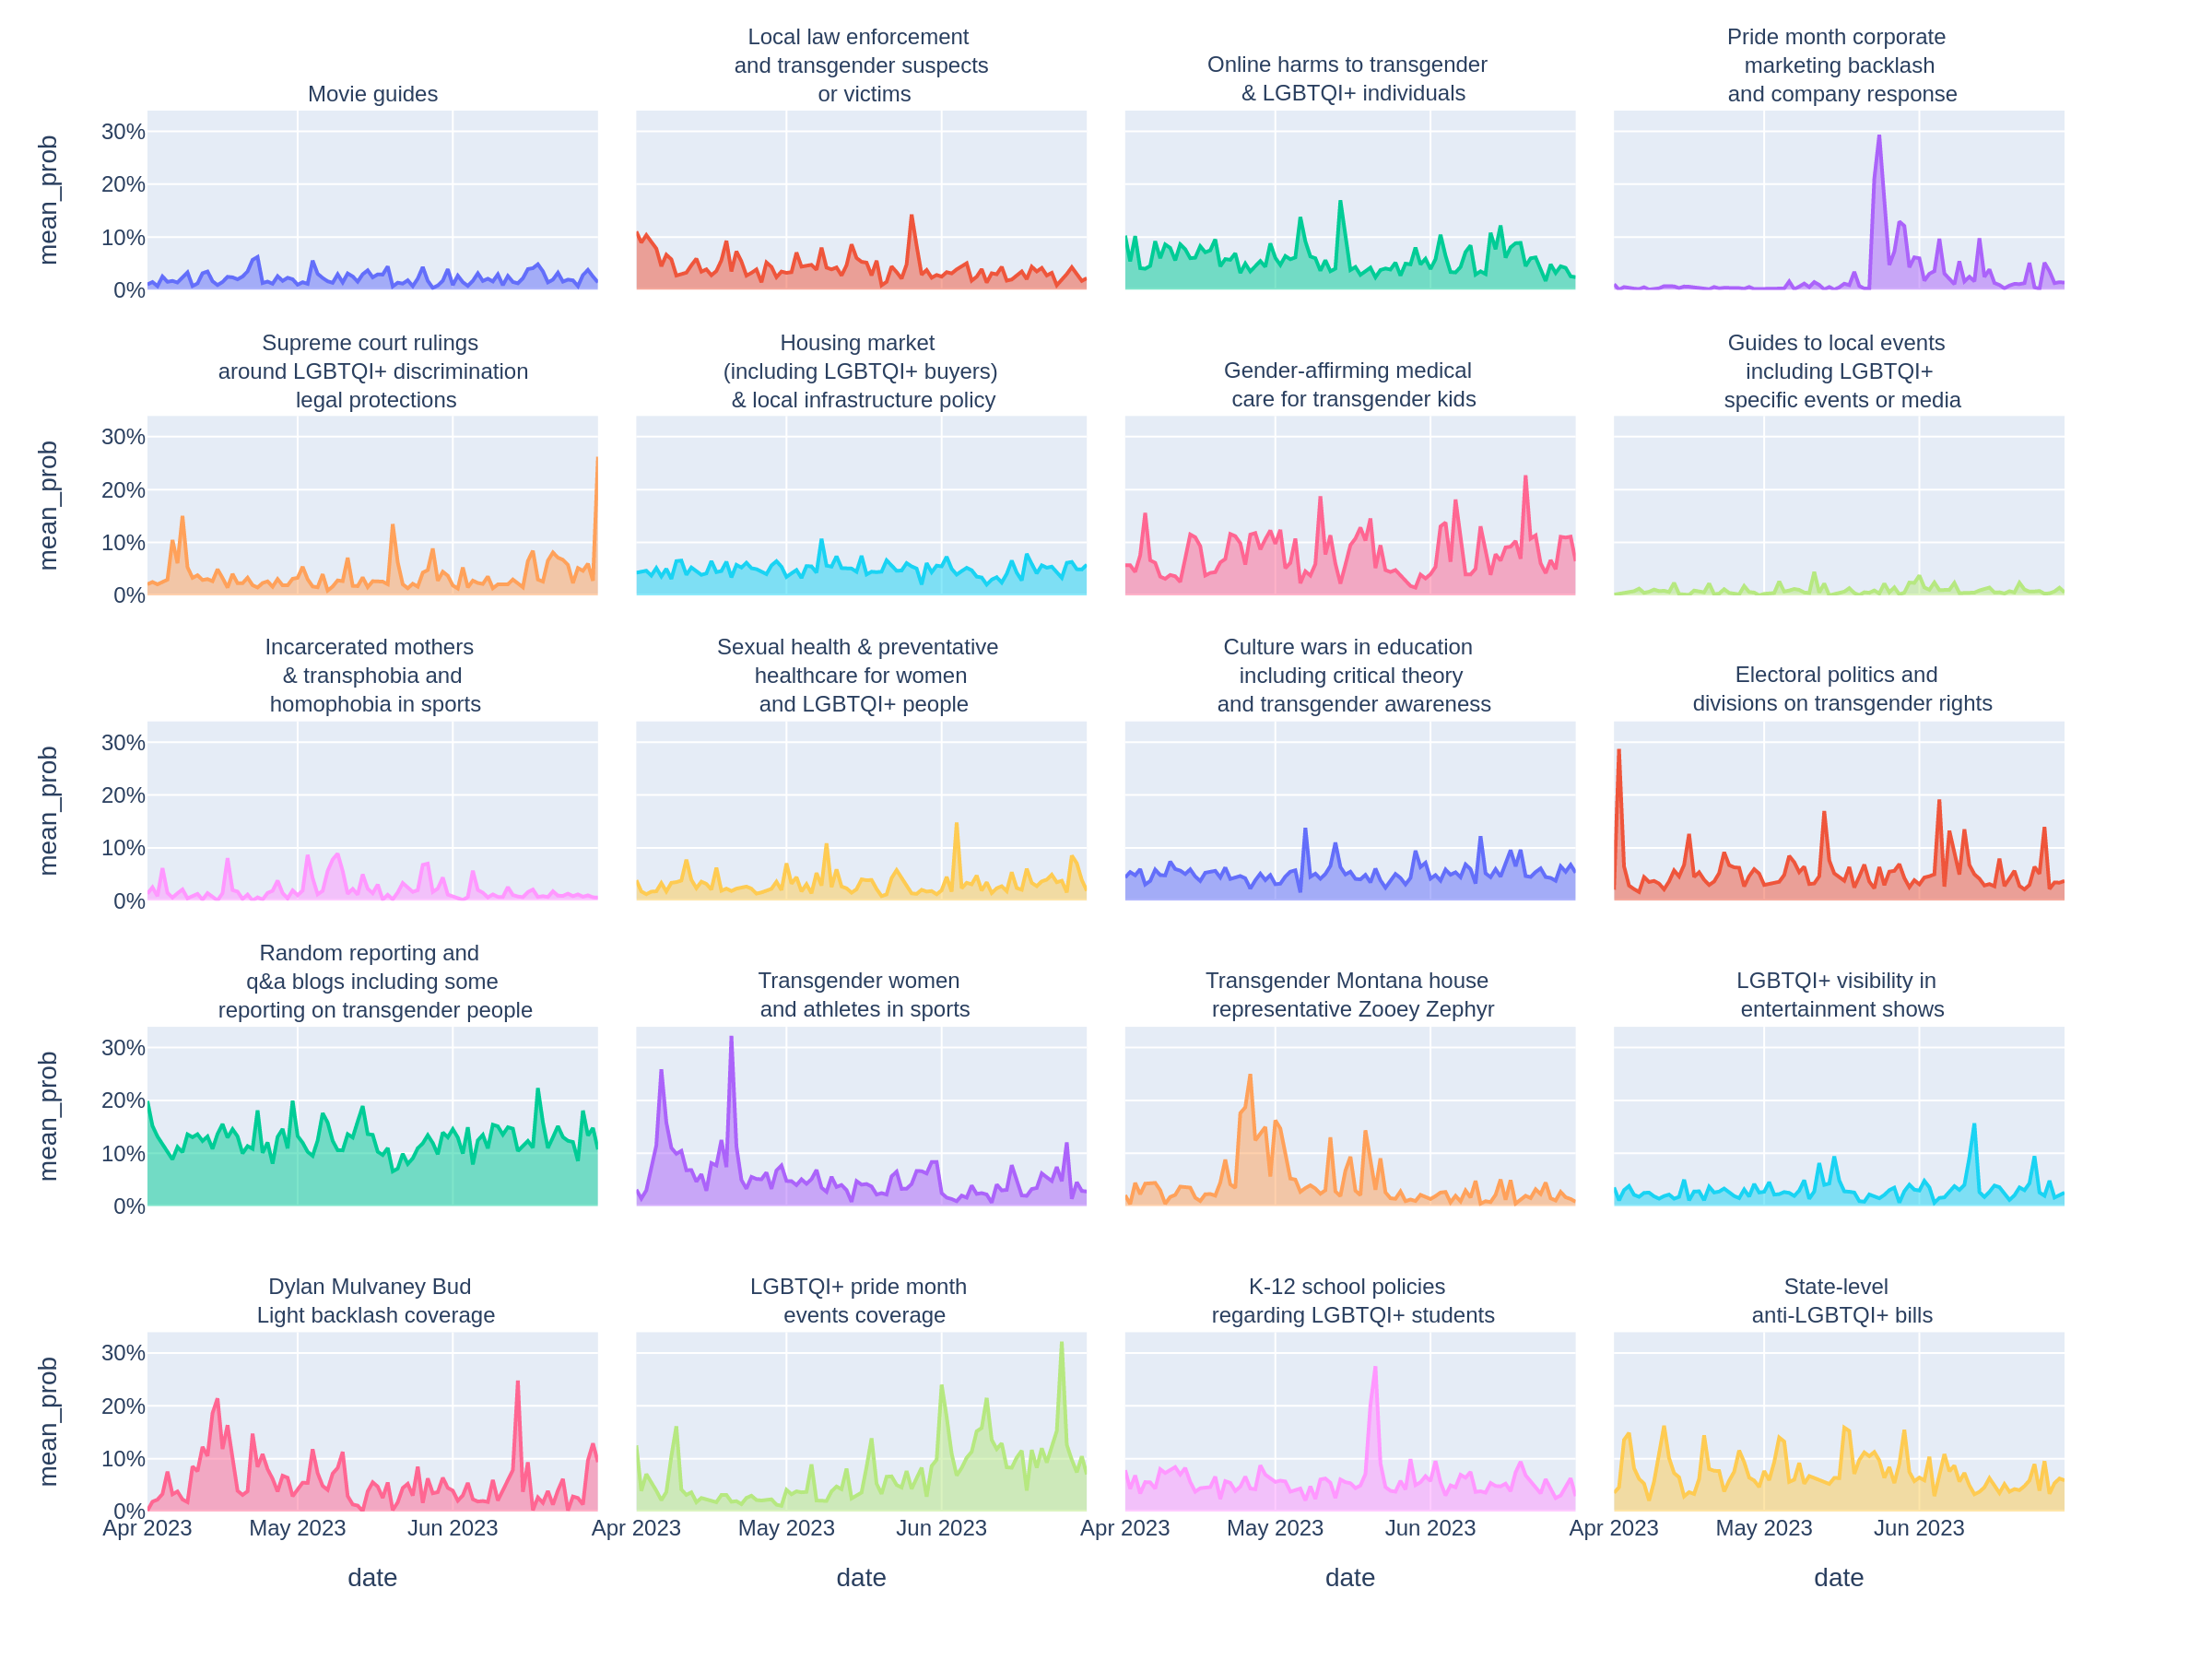 Movie guides
Local law enforcement
and transgender suspects
or victims
Online harms to transgender
& LGBTQI+ individuals
Pride month corporate
marketing backlash
and company response
mean_prob
30%
20%
10%
0%
Supreme court rulings
around LGBTQI+ discrimination
legal protections
Housing market
(including LGBTQI+ buyers)
& local infrastructure policy
Gender-affirming medical
care for transgender kids
Guides to local events
including LGBTQI+
specific events or media
mean_prob
30%
20%
10%
0%
Incarcerated mothers
& transphobia and
homophobia in sports
Sexual health & preventative
healthcare for women
and LGBTQI+ people
Culture wars in education
including critical theory
and transgender awareness
Electoral politics and
divisions on transgender rights
mean_prob
30%
20%
10%
0%
Random reporting and
q&a blogs including some
reporting on transgender people
Transgender women
and athletes in sports
Transgender Montana house
representative Zooey Zephyr
LGBTQI+ visibility in
entertainment shows
mean_prob
30%
20%
10%
0%
Dylan Mulvaney Bud
Light backlash coverage
LGBTQI+ pride month
events coverage
K-12 school policies
regarding LGBTQI+ students
State-level
anti-LGBTQI+ bills
mean_prob
30%
20%
10%
0%
Apr 2023 May 2023 Jun 2023
Apr 2023 May 2023 Jun 2023
Apr 2023 May 2023 Jun 2023
Apr 2023 May 2023 Jun 2023
date
date
date
date